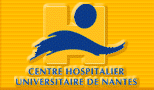 CENTRE HOSPITALIER
UNIVERSITAIRE DE NANTES